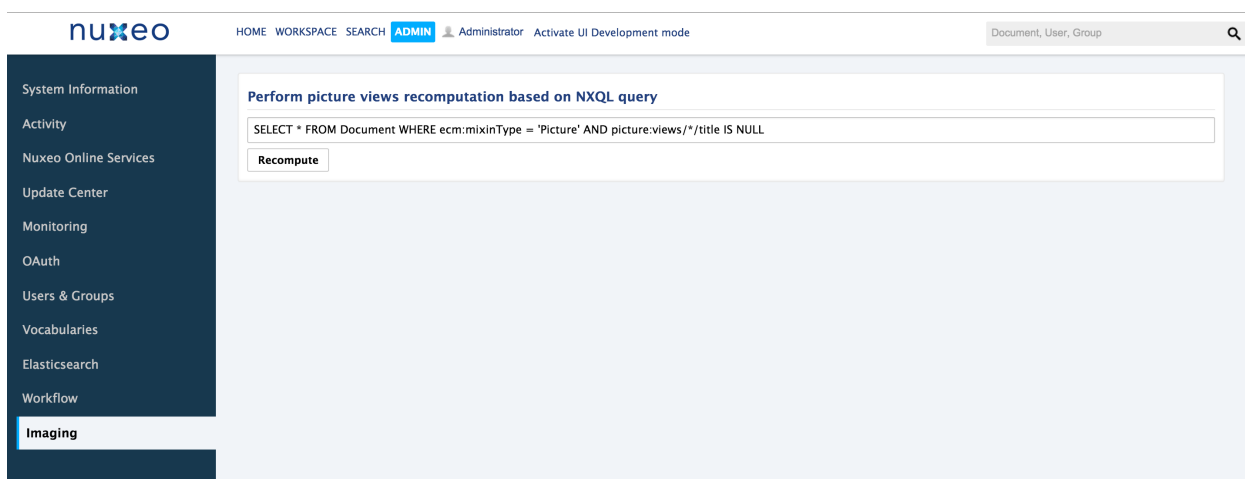 nuxeo
HOME WORKSPACE SEARCH ADMIN Administrator Activate UI Development mode
Document, User, Group
System Information
Activity
Nuxeo Online Services
Update Center
Monitoring
OAuth
Users & Groups
Vocabularies
Elasticsearch
Workflow
Imaging
Perform picture views recomputation based on NXQL query
SELECT * FROM Document WHERE ecm:mixinType = 'Picture' AND picture:views/*/title IS NULL
Recompute